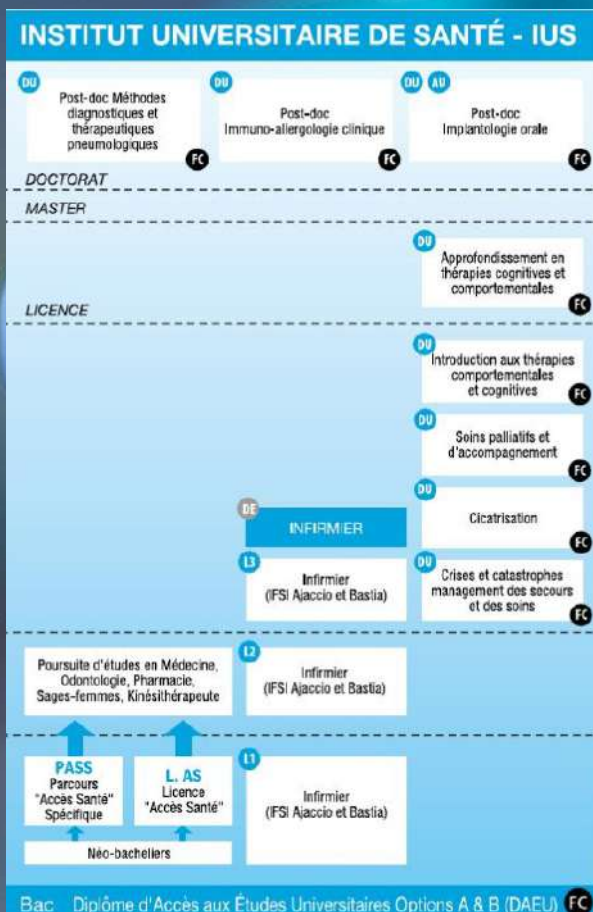 INSTITUT UNIVERSITAIRE DE SANTÉ - IUS
DU
Post-doc Méthodes
diagnostiques et
thérapeutiques
pneumologiques
FC
DU
Post-doc
Immuno-allergologie clinique
FC
DU AU
Post-doc
Implantologie orale
FC
DOCTORAT
MASTER
DU
Approfondissement en
thérapies cognitives et
comportementales
FC
LICENCE
DU
Introduction aux thérapies
comportementales
et cognitives
FC
DU
Soins palliatifs et
d'accompagnement
FC
DE
INFIRMIER
DU
Cicatrisation
FC
L3
Infirmier
(IFSI Ajaccio et Bastia)
DU
Crises et catastrophes
management des secours
et des soins
FC
Poursuite d'études en Médecine,
Odontologie, Pharmacie,
Sages-femmes, Kinésithérapeute
L2
Infirmier
(IFSI Ajaccio et Bastia)
PASS
Parcours
"Accès Santé"
Spécifique
L. AS
Licence
"Accès Santé"
L1
Infirmier
(IFSI Ajaccio et Bastia)
Néo-bacheliers
Bac Diplôme d'Accès aux Études Universitaires Options A & B (DAEU) FC